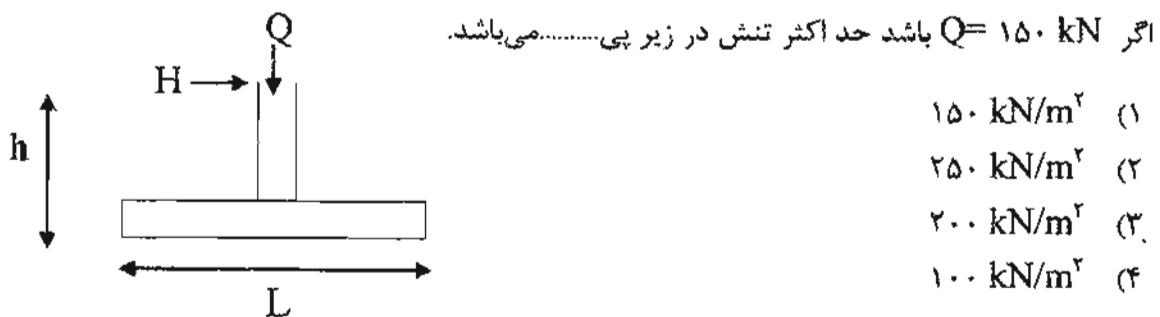 اگر Q= ۱۵۰ kN باشد حد اکثر تنش در زیر پی.........می‌باشد.
۱) ۱۵۰ kN/m۲
۲) ۲۵۰ kN/m۲
۳) ۲۰۰ kN/m۲
۴) ۱۰۰ kN/m۲
Q
H
h
L